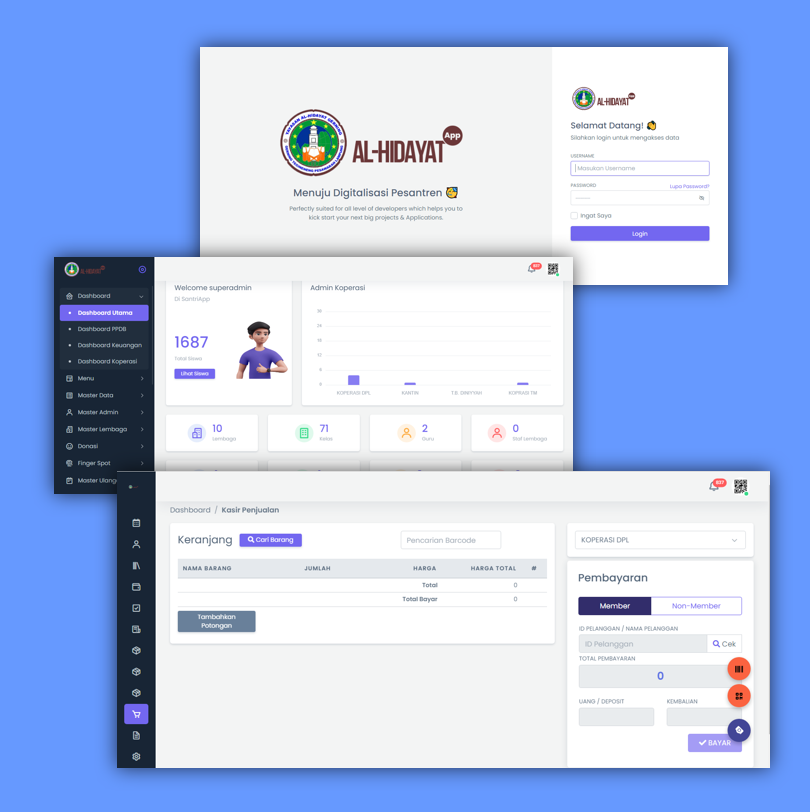 App
AL-HIDAYAT
Menuju Digitalisasi Pesantren
Perfectly suited for all level of developers which helps you to
kick start your next big projects & Applications.
AL-HIDAYAT
Selamat Datang!
Silahkan login untuk mengakses data
USERNAME
Masukan Username
PASSWORD
Lupa Password?
Ingat Saya
Login
Dashboard
Dashboard Utama
Dashboard PPDB
Dashboard Keuangan
Dashboard Koperasi
Menu
Master Data
Master Admin
Master Lembaga
Donasi
Finger Spot
Master Ulang
837
Welcome superadmin
Di SantriApp
1687
Total Siswa
Lihat Siswa
Admin Koperasi
30
24
18
12
6
0
KOPERASI DPL
KANTIN
T.B. DINIYYAH
KOPRASI TM
10
Lembaga
71
Kelas
2
Guru
0
Staf Lembaga
837
Dashboard / Kasir Penjualan
Keranjang
Cari Barang
Pencarian Barcode
NAMA BARANG JUMLAH HARGA HARGA TOTAL #
Total 0
Total Bayar 0
Tambahkan
Potongan
KOPERASI DPL
Pembayaran
Member
Non-Member
ID PELANGGAN / NAMA PELANGGAN
ID Pelanggan
Cek
TOTAL PEMBAYARAN
0
UANG / DEPOSIT
KEMBALIAN
BAYAR